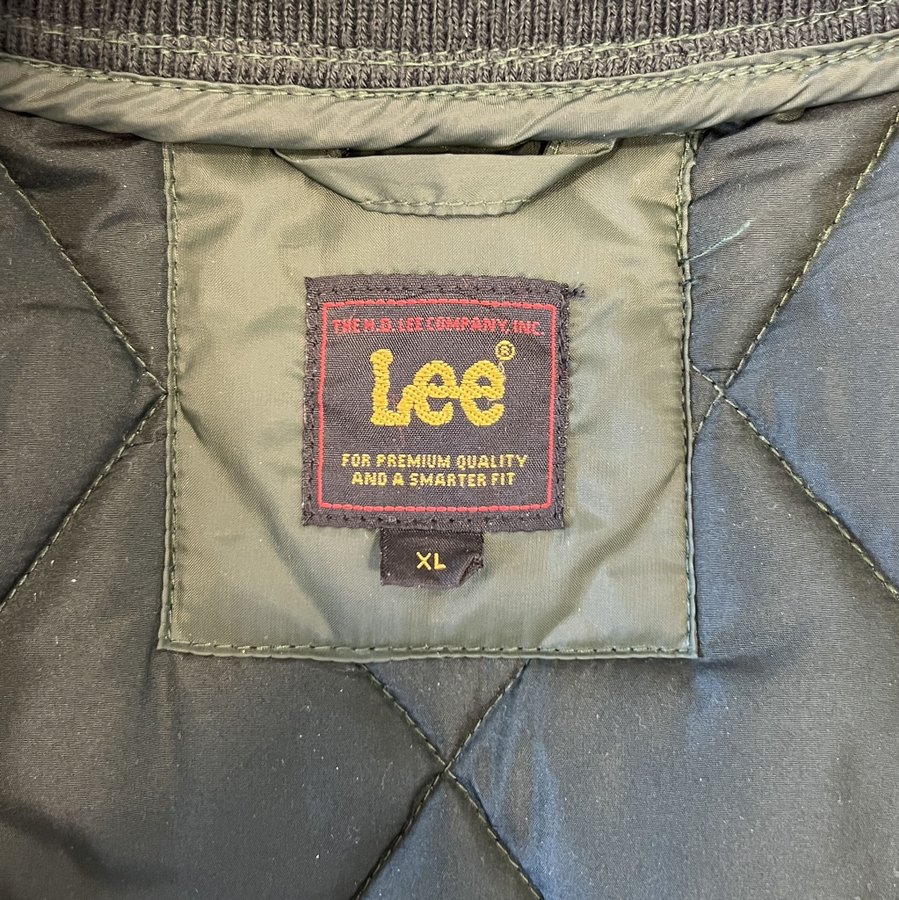 THE H.D. LEE COMPANY, INC.
Lee®
FOR PREMIUM QUALITY
AND A SMARTER FIT
XL